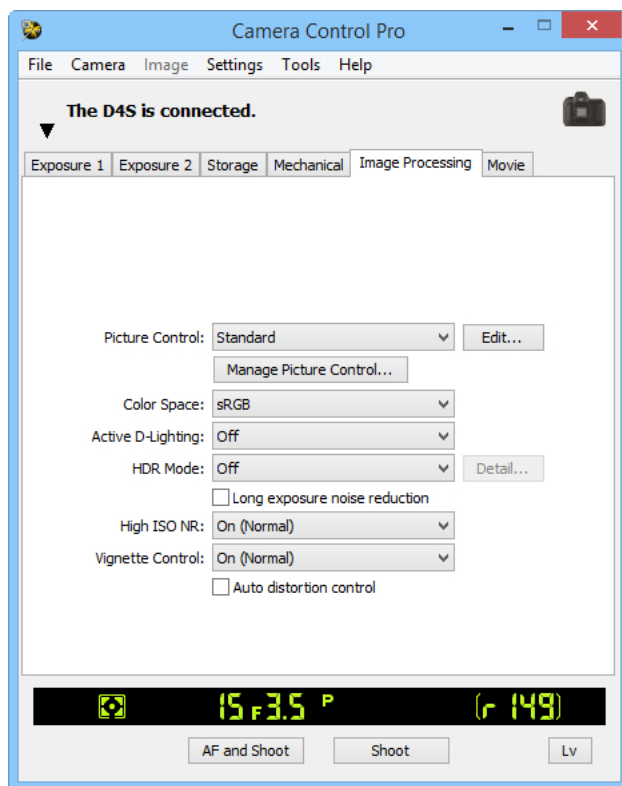 Camera Control Pro
File Camera Image Settings Tools Help
The D4S is connected.
Exposure 1 Exposure 2 Storage Mechanical Image Processing Movie
Picture Control: Standard Edit...
Manage Picture Control...
Color Space: sRGB
Active D-Lighting: Off
HDR Mode: Off Detail...
Long exposure noise reduction
High ISO NR: On (Normal)
Vignette Control: On (Normal)
Auto distortion control
15 F3.5 P (r 149)
AF and Shoot Shoot Lv